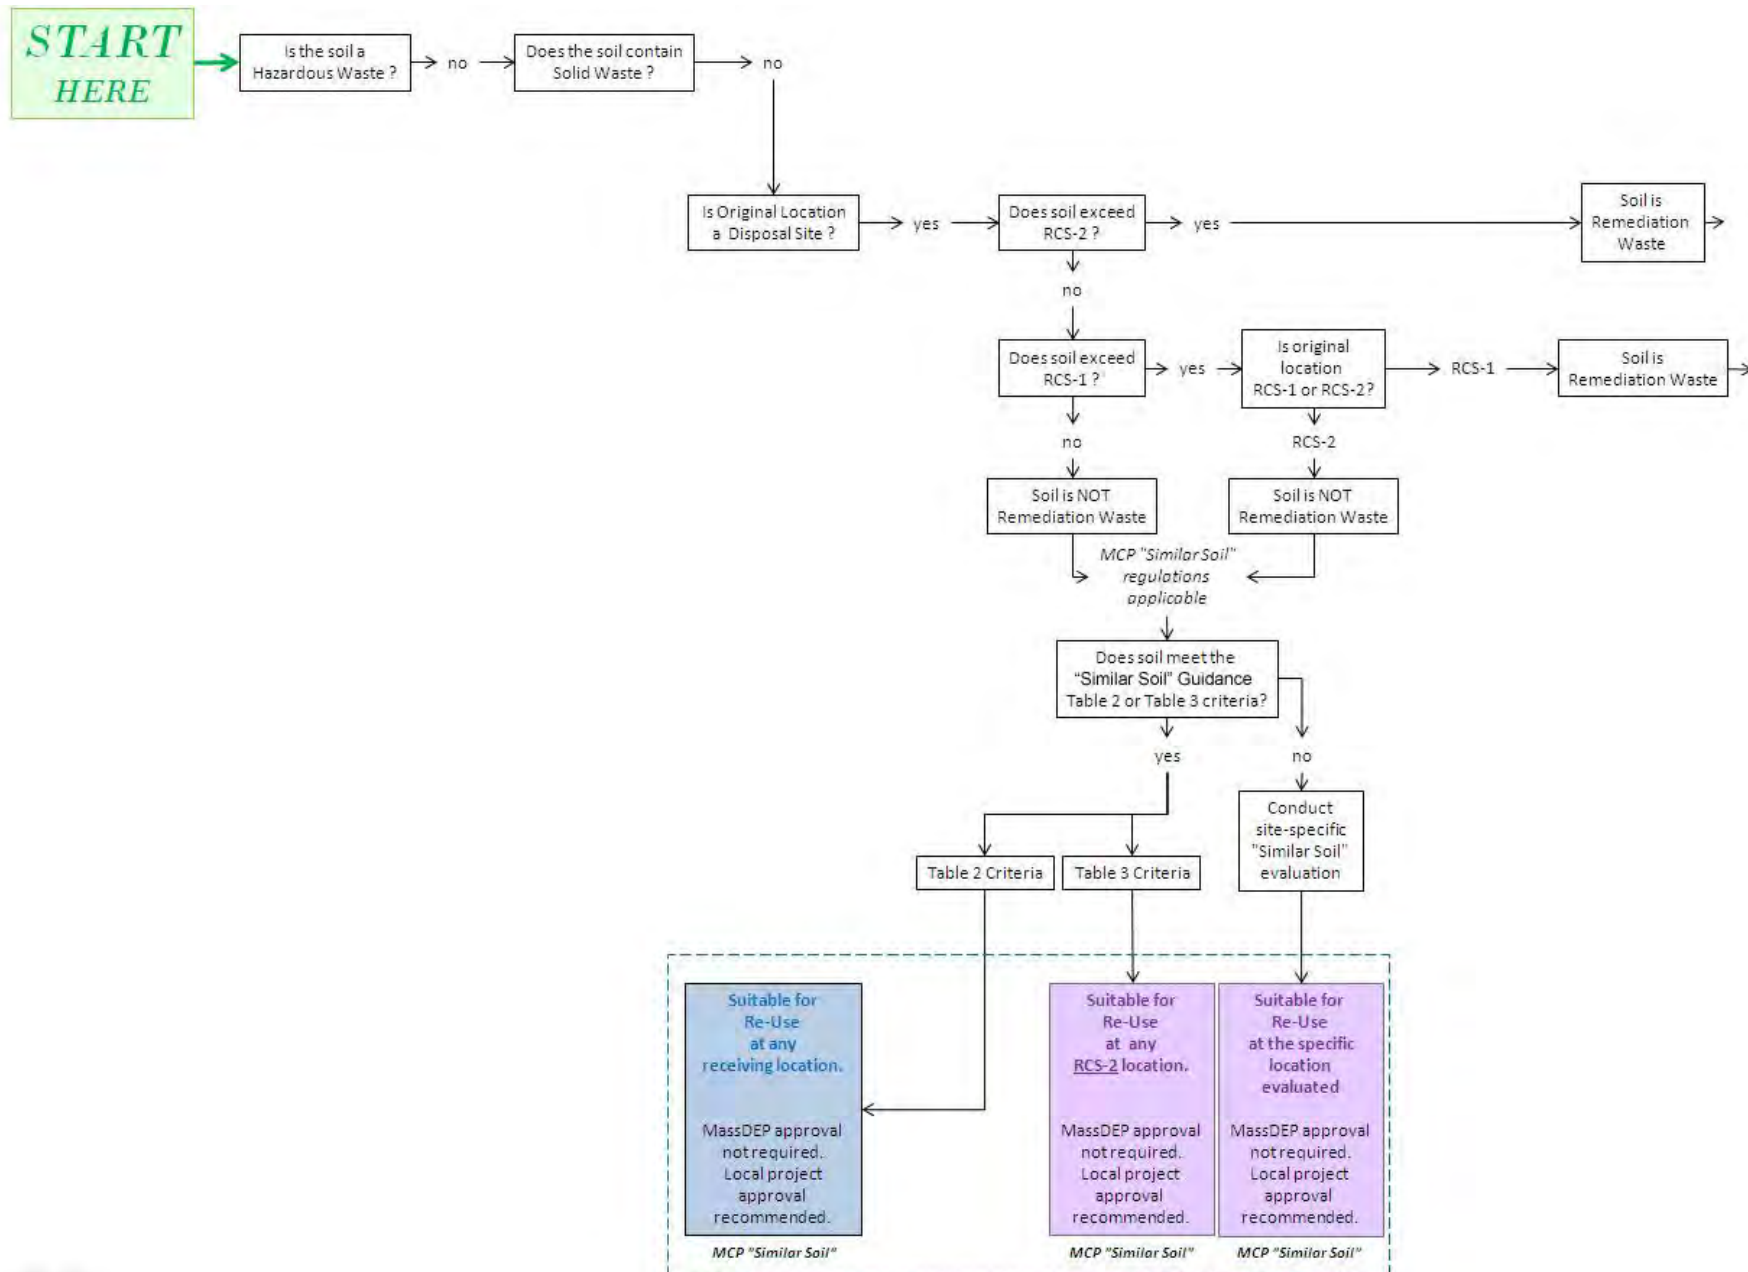 START
HERE
Is the soil a
Hazardous Waste ?
no
Does the soil contain
Solid Waste ?
no
Is Original Location
a Disposal Site ?
yes
Does soil exceed
RCS-2 ?
yes
Soil is
Remediation
Waste
no
Does soil exceed
RCS-1 ?
yes
Is original
location
RCS-1 or RCS-2?
RCS-1
Soil is
Remediation Waste
no
RCS-2
Soil is NOT
Remediation Waste
Soil is NOT
Remediation Waste
MCP "Similar Soil"
regulations
applicable
Does soil meet the
"Similar Soil" Guidance
Table 2 or Table 3 criteria?
yes
no
Conduct
site-specific
"Similar Soil"
evaluation
Table 2 Criteria
Table 3 Criteria
Suitable for
Re-Use
at any
receiving location.
MassDEP approval
not required.
Local project
approval
recommended.
MCP "Similar Soil"
Suitable for
Re-Use
at any
RCS-2 location.
MassDEP approval
not required.
Local project
approval
recommended.
MCP "Similar Soil"
Suitable for
Re-Use
at the specific
location
evaluated
MassDEP approval
not required.
Local project
approval
recommended.
MCP "Similar Soil"